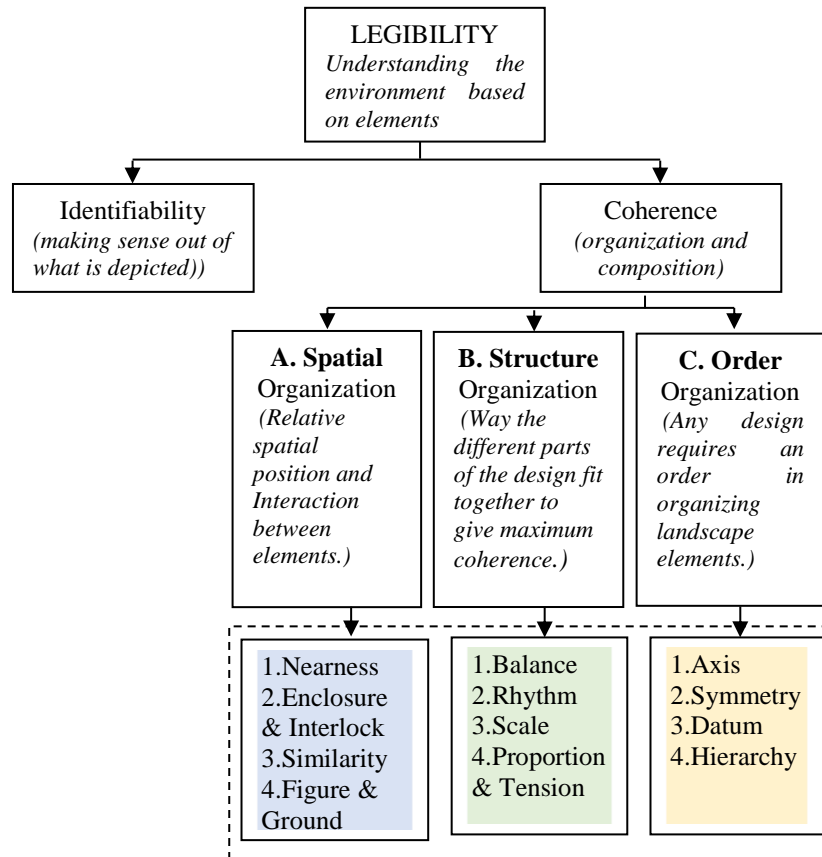 LEGIBILITY
Understanding the
environment based
on elements
Identifiability
(making sense out of
what is depicted))
Coherence
(organization and
composition)
A. Spatial
Organization
(Relative
spatial
position and
Interaction
between
elements.)
B. Structure
Organization
(Way the
different parts
of the design fit
together to
give maximum
coherence.)
C. Order
Organization
(Any design
requires an
order in
organizing
landscape
elements.)
1.Nearness
2.Enclosure
& Interlock
3.Similarity
4.Figure &
Ground
1.Balance
2.Rhythm
3.Scale
4.Proportion
& Tension
1.Axis
2.Symmetry
3.Datum
4.Hierarchy